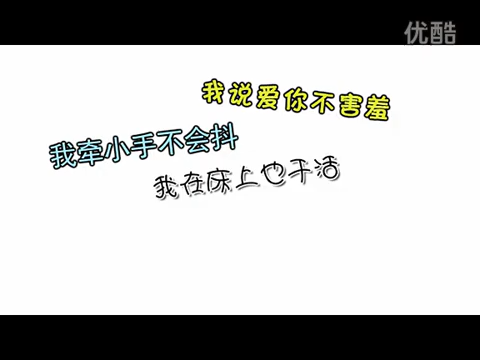 优酷
我说爱你不害羞
我牵小手不会抖
我在床上也干活